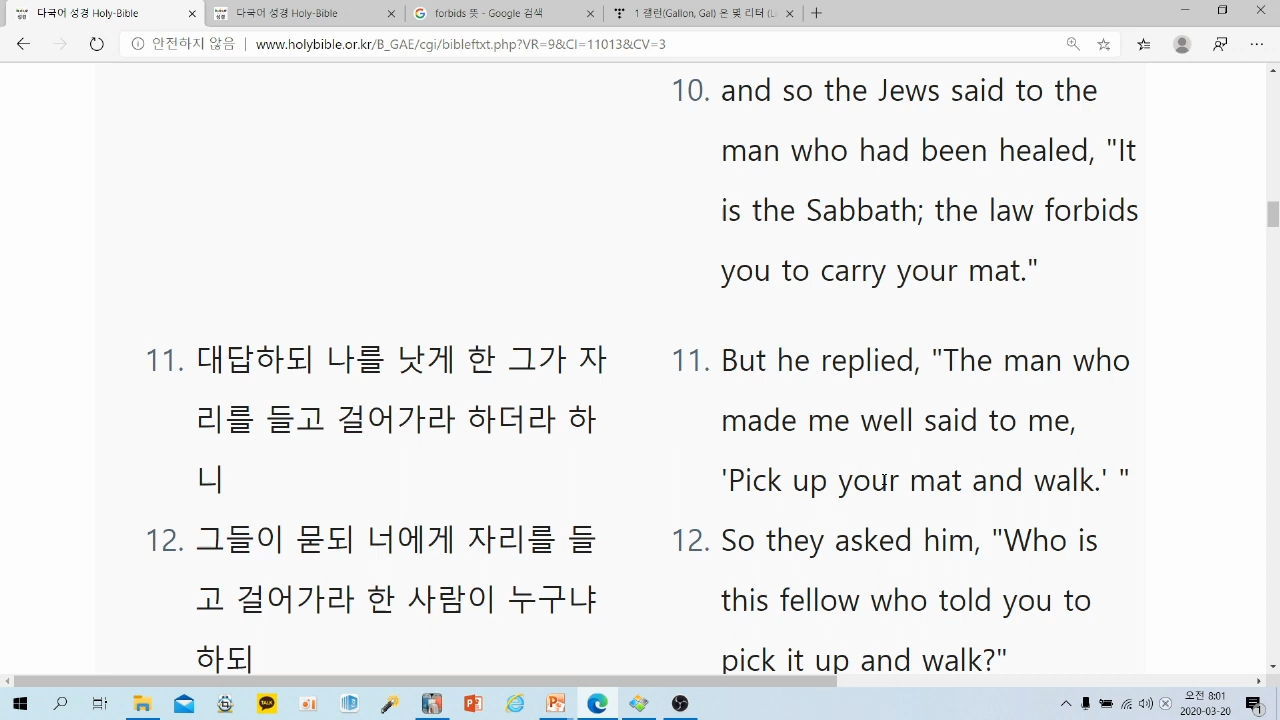 다국어 성경 Holy-Bible
다국어 성경 Holy-Bible
forbids 뜻 - Google 검색
1 갤런(Gallon, Gal) 은 몇 리터 (Li
안전하지 않음
www.holybible.or.kr/B_GAE/cgi/bibleftxt.php?VR=9&CI=11013&CV=3
10. and so the Jews said to the
man who had been healed, "It
is the Sabbath; the law forbids
you to carry your mat."
11. 대답하되 나를 낫게 한 그가 자
리를 들고 걸어가라 하더라 하
니
11. But he replied, "The man who
made me well said to me,
'Pick up your mat and walk.' "
12. 그들이 묻되 너에게 자리를 들
고 걸어가라 한 사람이 누구냐
하되
12. So they asked him, "Who is
this fellow who told you to
pick it up and walk?"
오전 8:01
2020-03-20